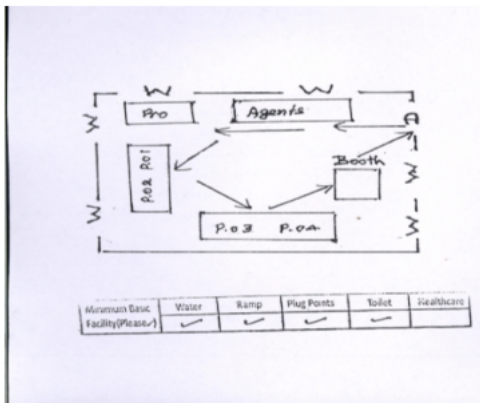 W W
Pro Agents
W D
P.O2 P.O1
Booth
W
W W
P.O3 P.O4
Minimum Basic Facility(Please✓) Water Ramp Plug Points Toilet Healthcare
✓ ✓ ✓ ✓